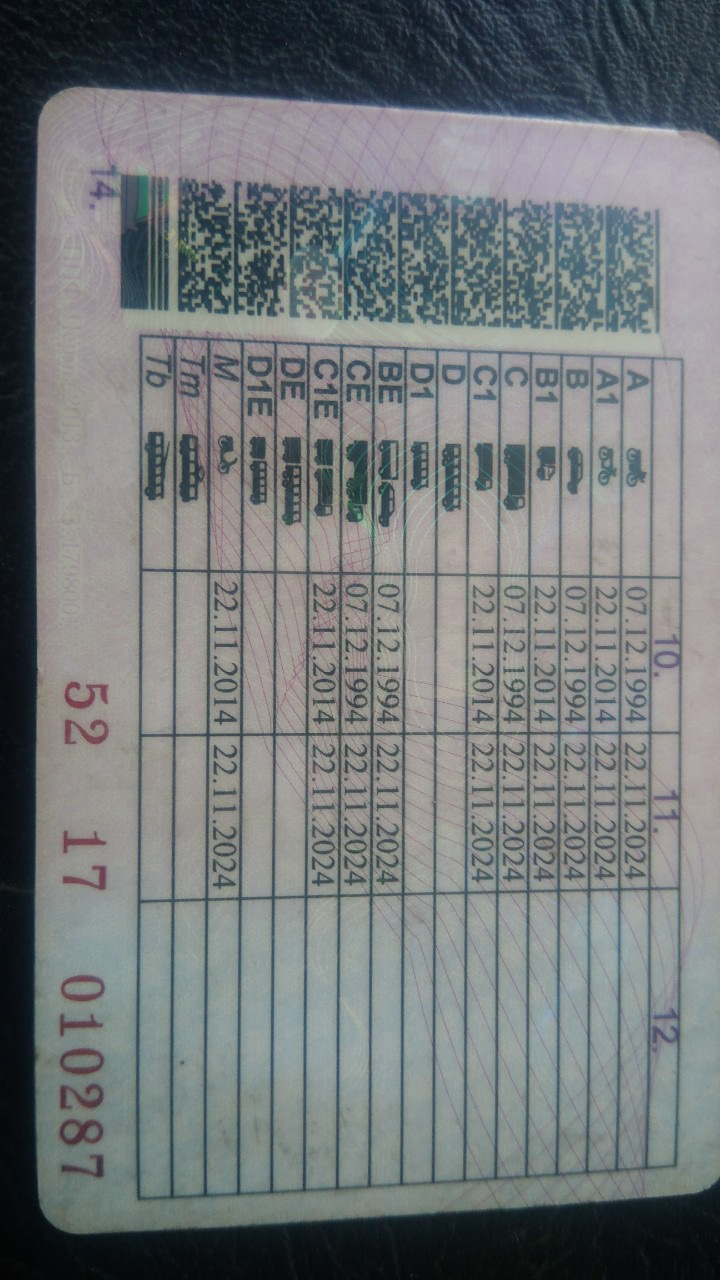 10. 11. 12.
A 07.12.1994 22.11.2024
A1 22.11.2014 22.11.2024
B 07.12.1994 22.11.2024
B1 22.11.2014 22.11.2024
C 07.12.1994 22.11.2024
C1 22.11.2014 22.11.2024
D
D1
BE 07.12.1994 22.11.2024
CE 07.12.1994 22.11.2024
C1E 22.11.2014 22.11.2024
DE
D1E
M 22.11.2014 22.11.2024
Tm
Tb
14.
52 17 010287